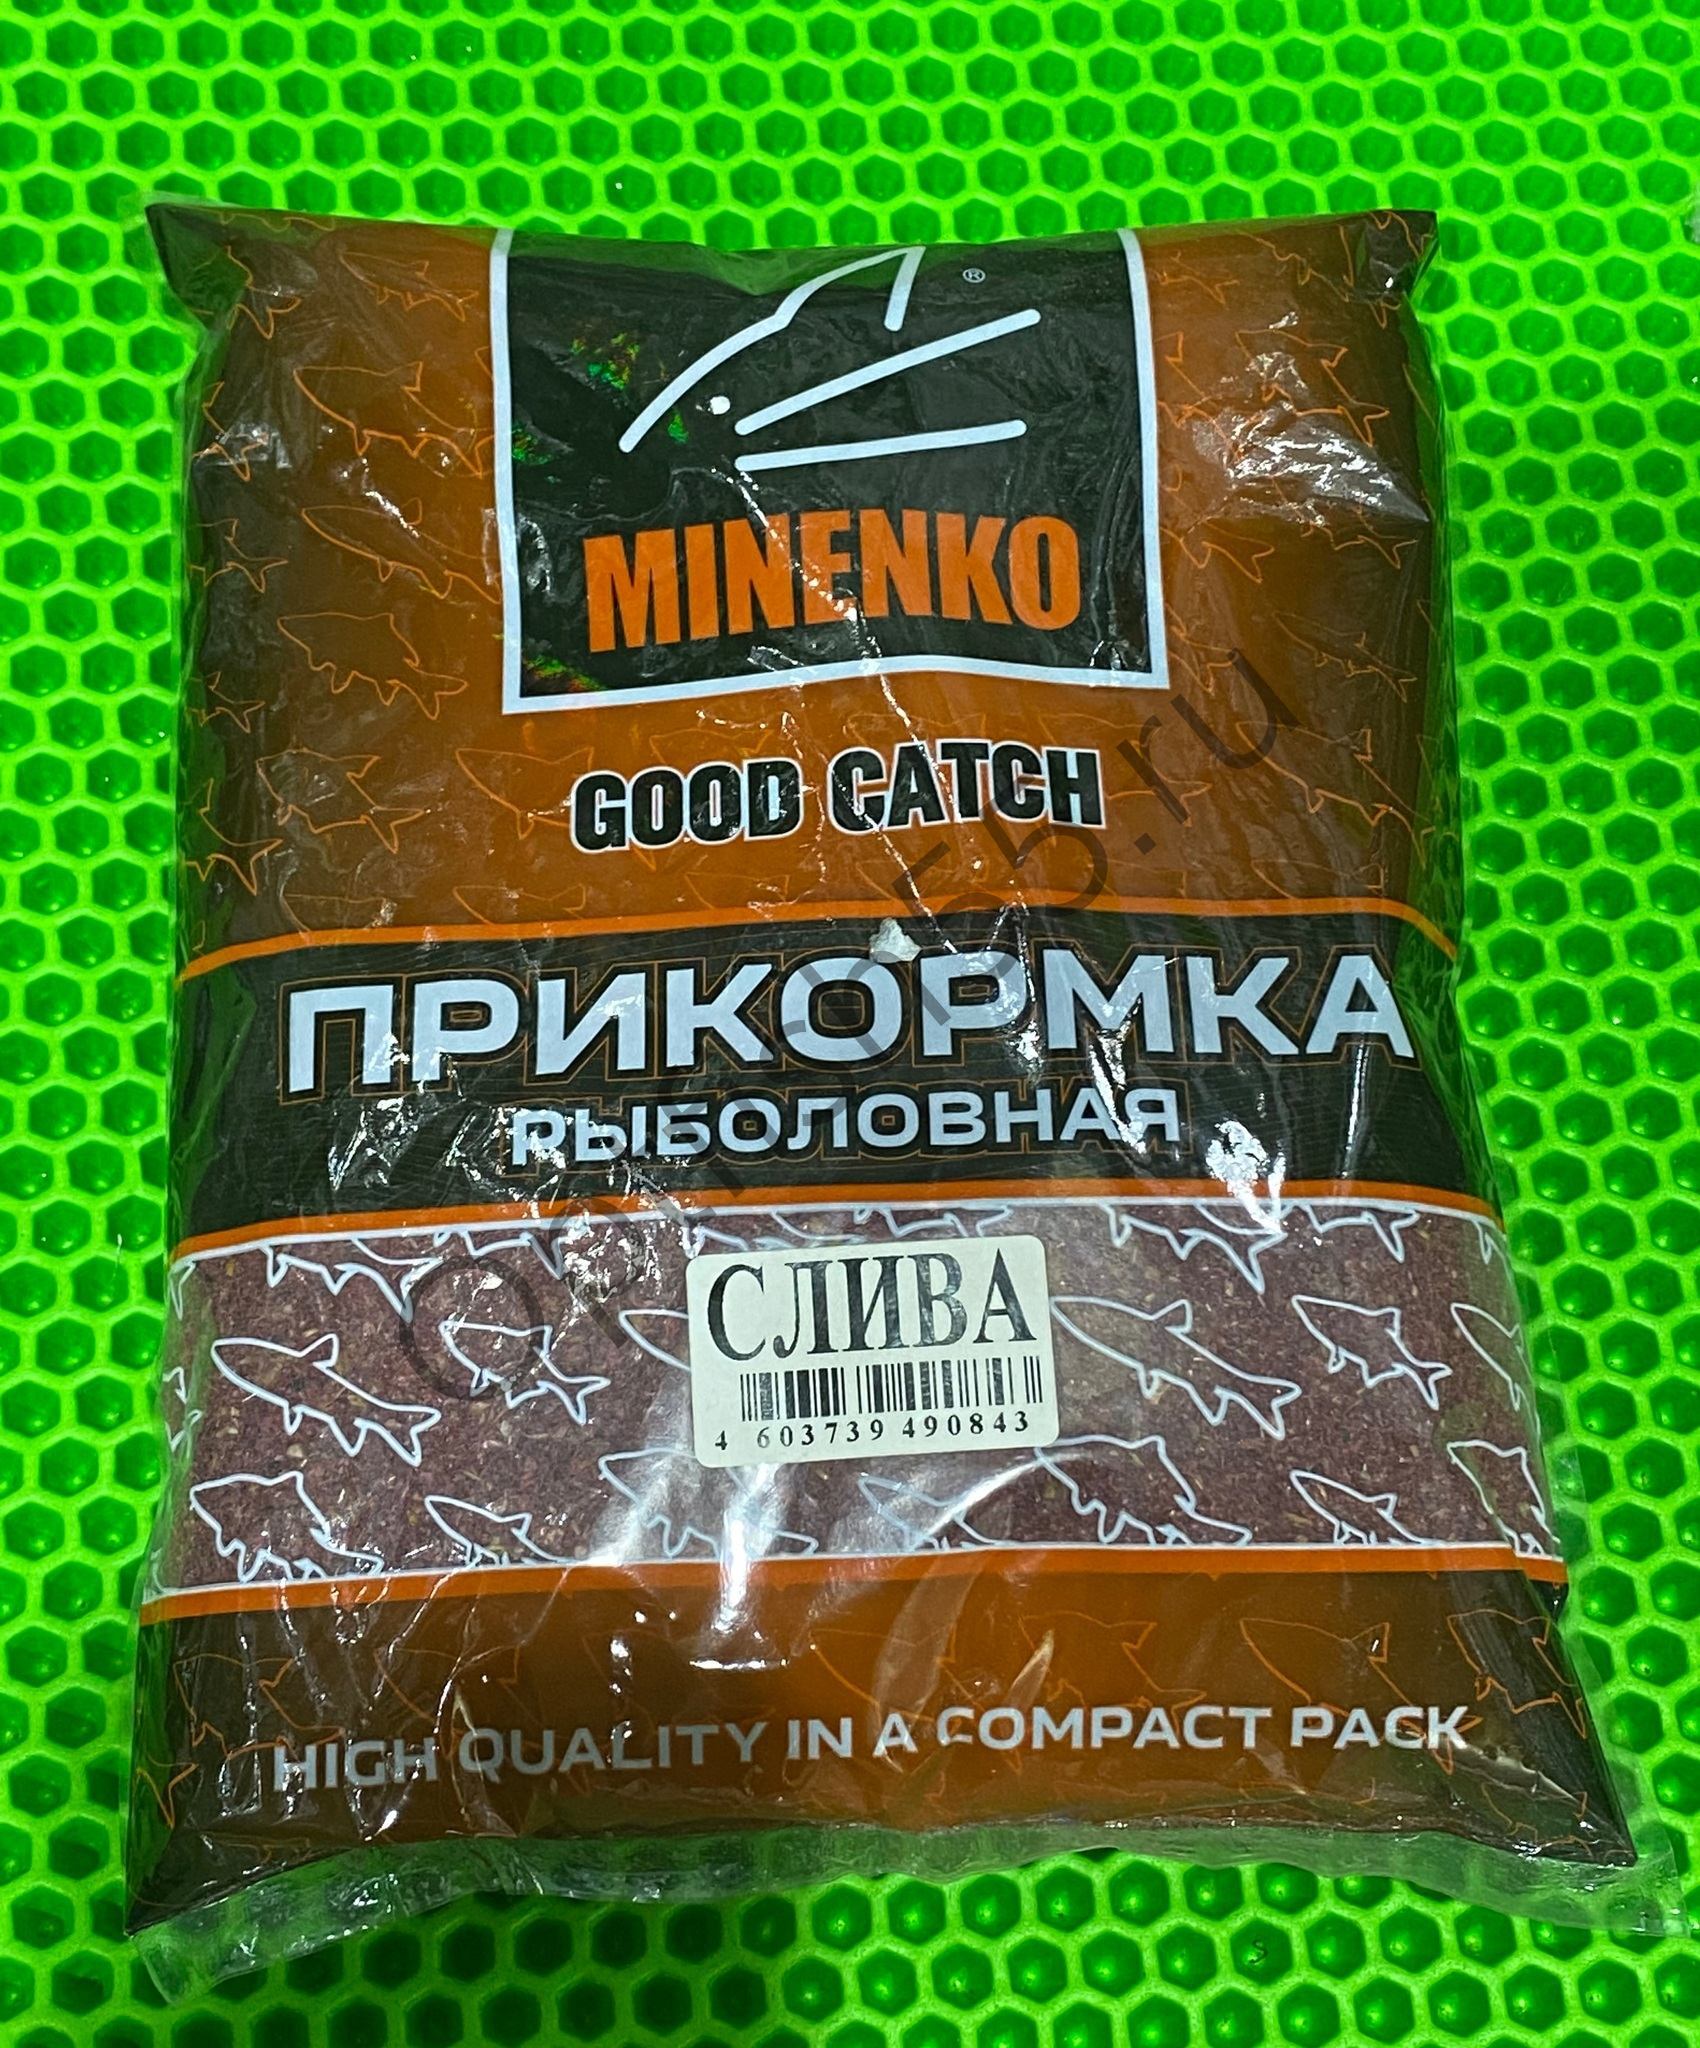 ®
MINENKO
GOOD CATCH
ПРИКОРМКА
РЫБОЛОВНАЯ
СЛИВА
4 603739 490843
HIGH QUALITY IN A COMPACT PACK